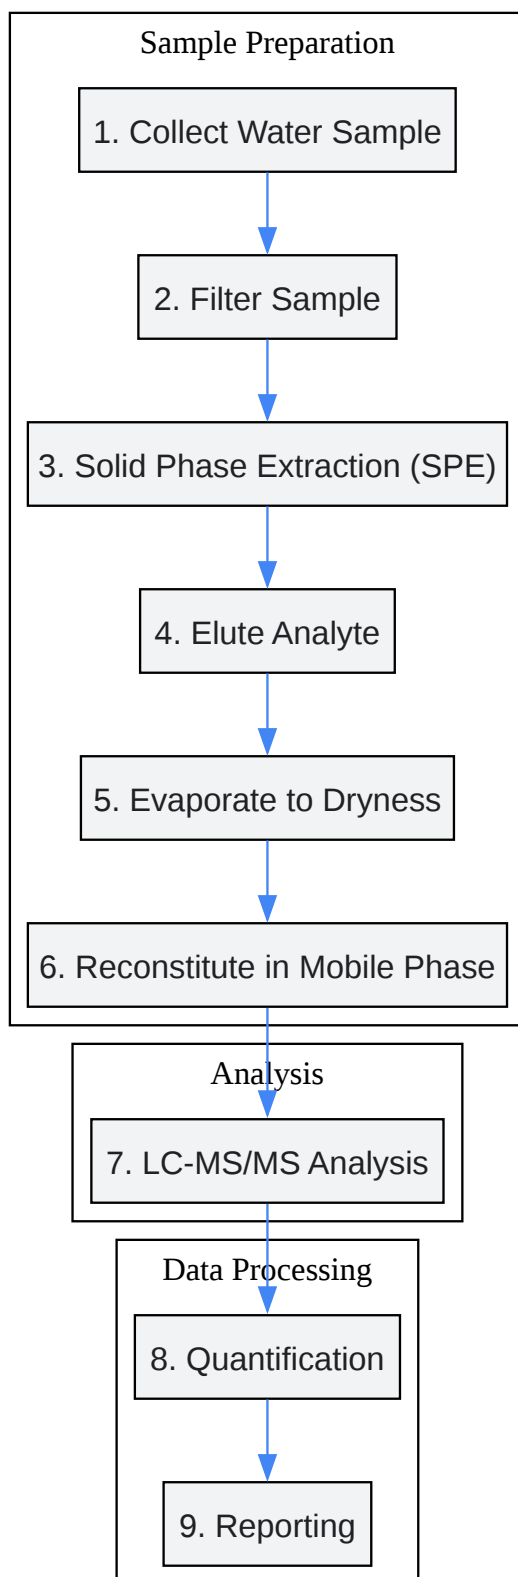 Sample Preparation
1. Collect Water Sample
2. Filter Sample
3. Solid Phase Extraction (SPE)
4. Elute Analyte
5. Evaporate to Dryness
6. Reconstitute in Mobile Phase
Analysis
7. LC-MS/MS Analysis
Data Processing
8. Quantification
9. Reporting